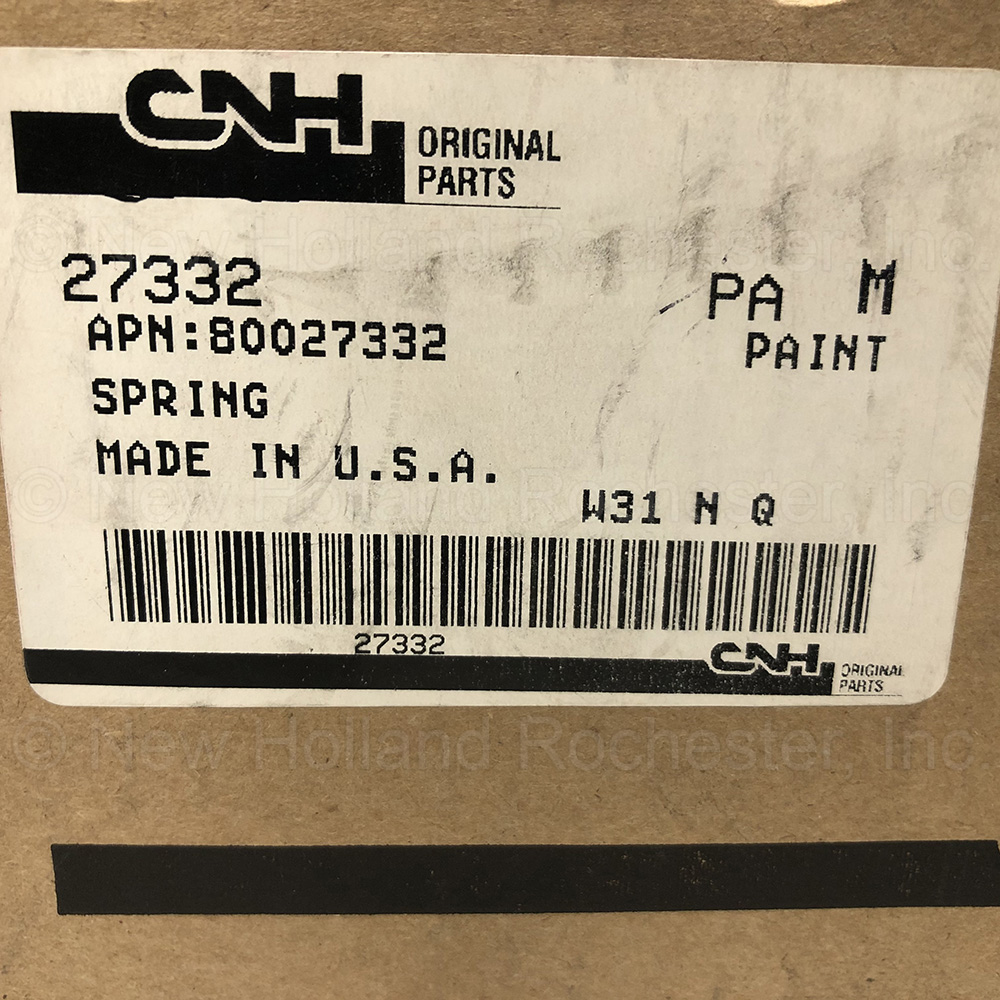 CNH ORIGINAL
PARTS
© New Holland Rochester, Inc
27332 PA M
APN:80027332 PAINT
SPRING
MADE IN U.S.A.
© New Holland Rochester, Inc
W31 N Q
27332
CNH ORIGINAL
PARTS
© New Holland Rochester, Inc